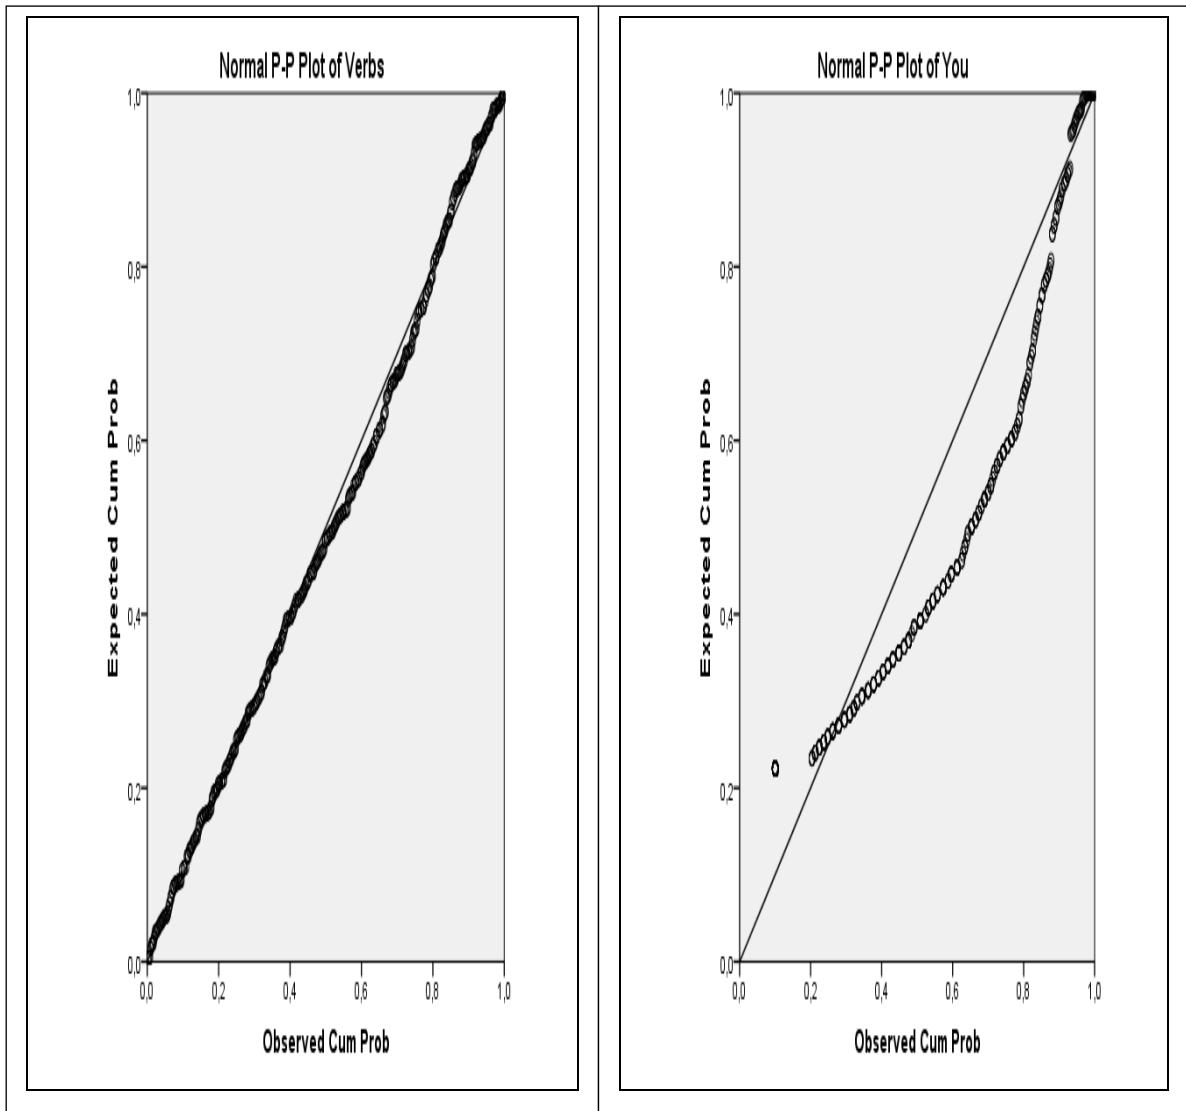 Normal P-P Plot of Verbs
1,0
0,8
0,6
0,4
0,2
0,0
Expected Cum Prob
0,0 0,2 0,4 0,6 0,8 1,0
Observed Cum Prob
Normal P-P Plot of You
1,0
0,8
0,6
0,4
0,2
0,0
Expected Cum Prob
0,0 0,2 0,4 0,6 0,8 1,0
Observed Cum Prob